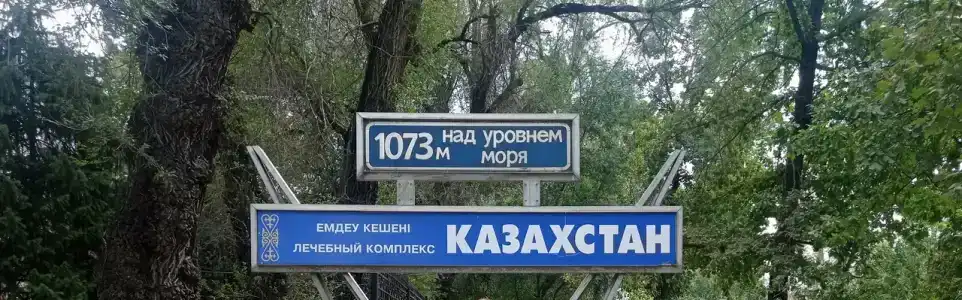 1073м над уровнем
моря
ЕМДЕУ КЕШЕНІ
ЛЕЧЕБНЫЙ КОМПЛЕКС КАЗАХСТАН